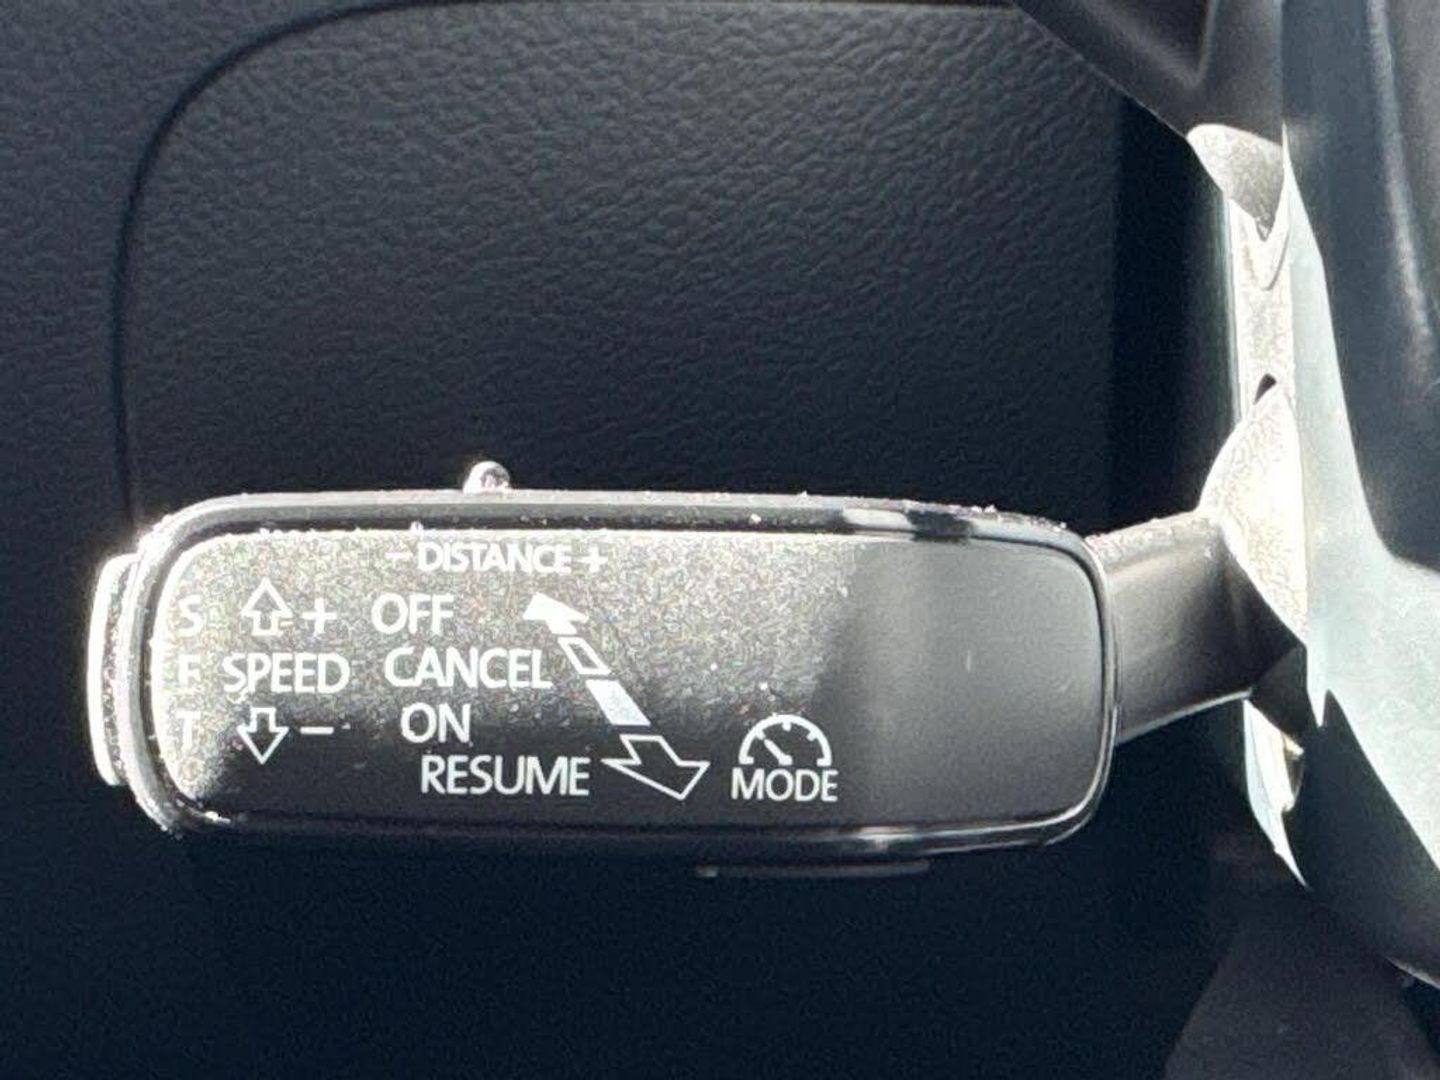 - DISTANCE +
S + OFF
E SPEED CANCEL
T - ON
RESUME
MODE